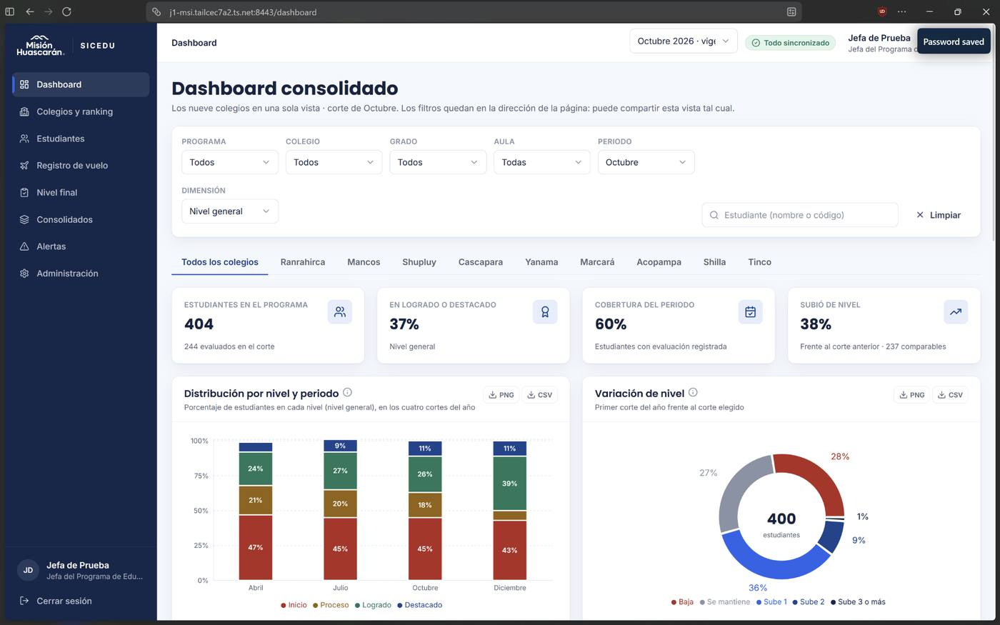 j1-msi.tailcec7a2.ts.net:8443/dashboard
Misión
Huascarán.
SICEDU
Dashboard
Colegios y ranking
Estudiantes
Registro de vuelo
Nivel final
Consolidados
Alertas
Administración
JD
Jefa de Prueba
Jefa del Programa de Edu...
Cerrar sesión
Dashboard
Octubre 2026 · vige
Todo sincronizado
Jefa de Prueba
Jefa del Programa d
Password saved
Dashboard consolidado
Los nueve colegios en una sola vista · corte de Octubre. Los filtros quedan en la dirección de la página: puede compartir esta vista tal cual.
PROGRAMA COLEGIO GRADO AULA PERIODO
Todos Todos Todos Todas Octubre
DIMENSIÓN
Nivel general
Estudiante (nombre o código)
Limpiar
Todos los colegios Ranrahirca Mancos Shupluy Cascapara Yanama Marcará Acopampa Shilla Tinco
ESTUDIANTES EN EL PROGRAMA
404
244 evaluados en el corte
EN LOGRADO O DESTACADO
37%
Nivel general
COBERTURA DEL PERIODO
60%
Estudiantes con evaluación registrada
SUBIÓ DE NIVEL
38%
Frente al corte anterior · 237 comparables
Distribución por nivel y periodo
PNG CSV
Porcentaje de estudiantes en cada nivel (nivel general), en los cuatro cortes del año
100%
75%
50%
25%
0%
24%
21%
47%
9%
27%
20%
45%
11%
26%
18%
45%
11%
39%
43%
Abril Julio Octubre Diciembre
Inicio Proceso Logrado Destacado
Variación de nivel
PNG CSV
Primer corte del año frente al corte elegido
28%
27%
1%
9%
36%
400
estudiantes
Baja Se mantiene Sube 1 Sube 2 Sube 3 o más